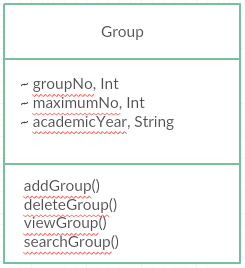 Group
~ groupNo, Int
~ maximumNo, Int
~ academicYear, String
addGroup()
deleteGroup()
viewGroup()
searchGroup()